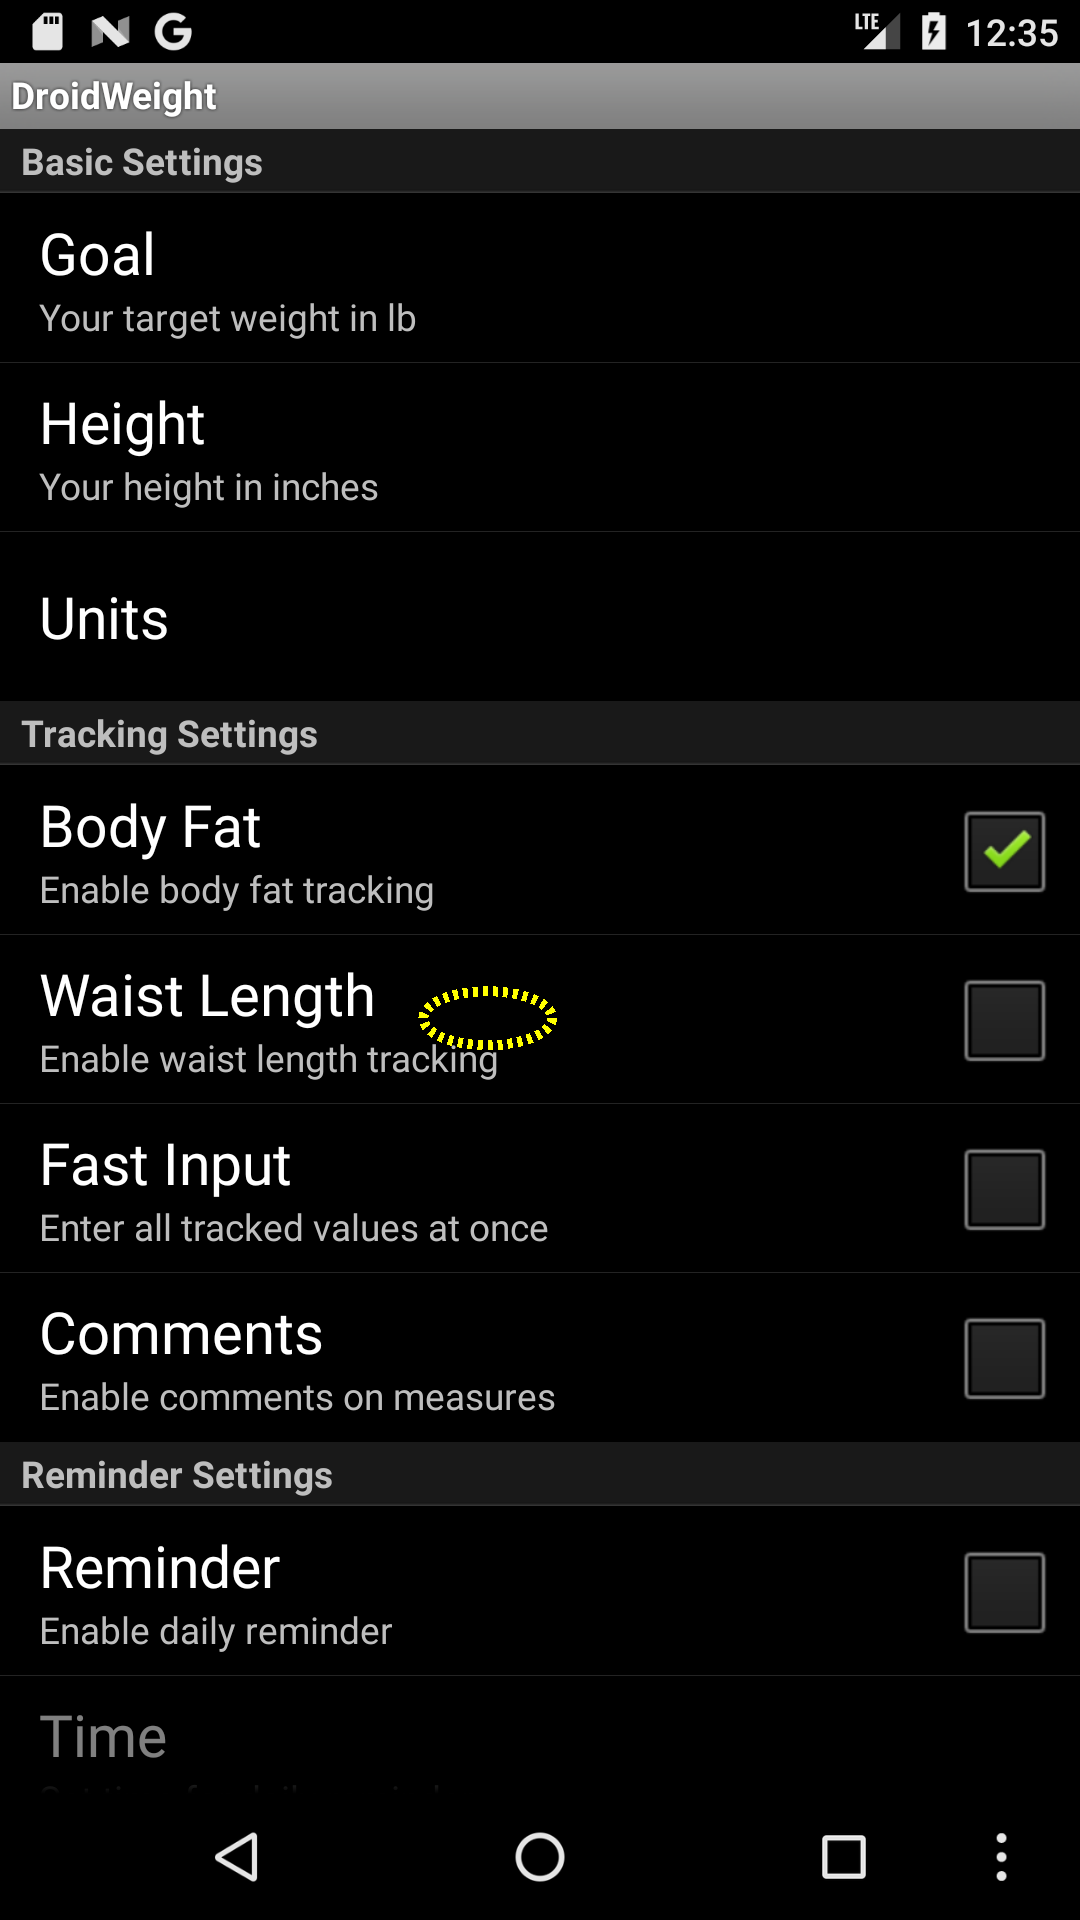 LTE 12:35
DroidWeight
Basic Settings
Goal
Your target weight in lb
Height
Your height in inches
Units
Tracking Settings
Body Fat
Enable body fat tracking
Waist Length
Enable waist length tracking
Fast Input
Enter all tracked values at once
Comments
Enable comments on measures
Reminder Settings
Reminder
Enable daily reminder
Time